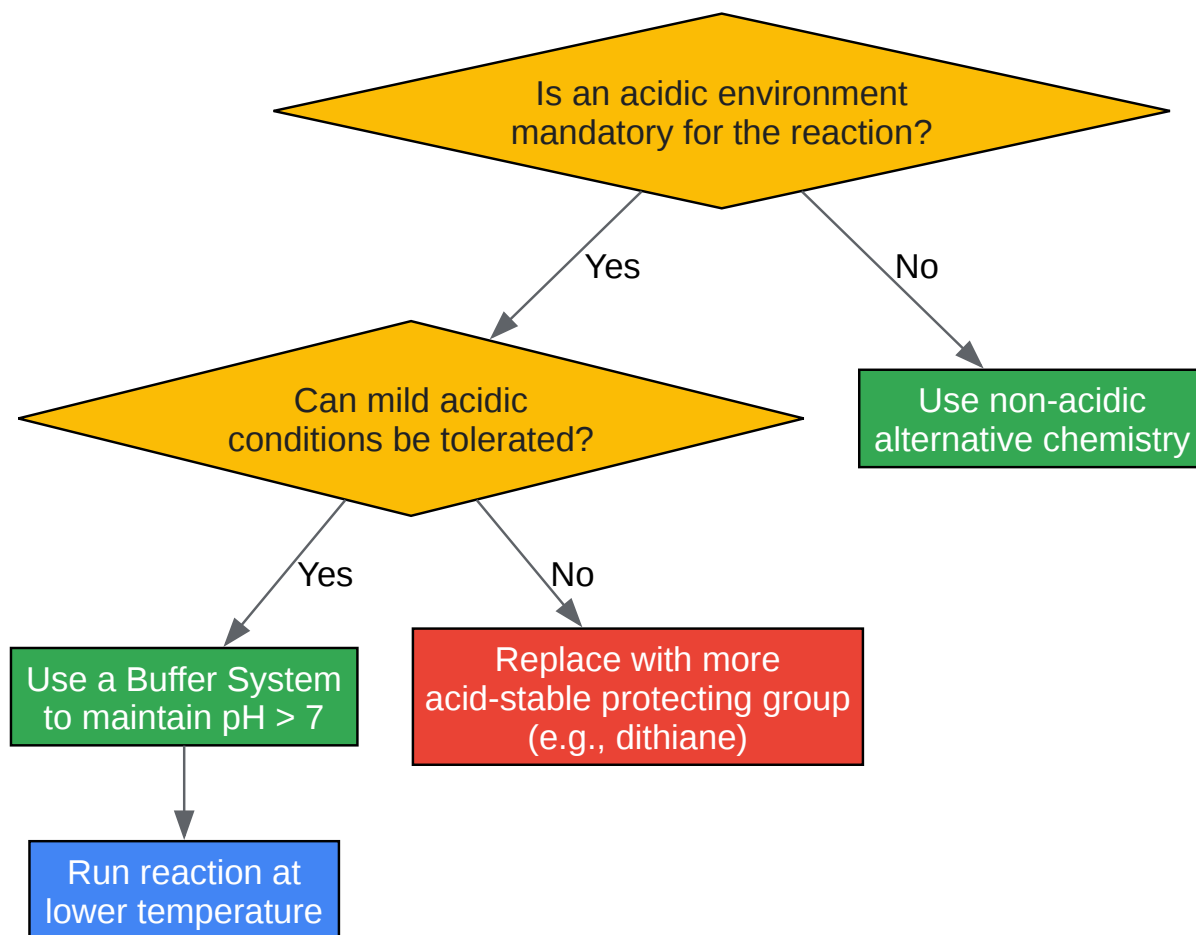 Is an acidic environment
mandatory for the reaction?
Yes
No
Can mild acidic
conditions be tolerated?
Use non-acidic
alternative chemistry
Yes
No
Use a Buffer System
to maintain pH > 7
Replace with more
acid-stable protecting group
(e.g., dithiane)
Run reaction at
lower temperature